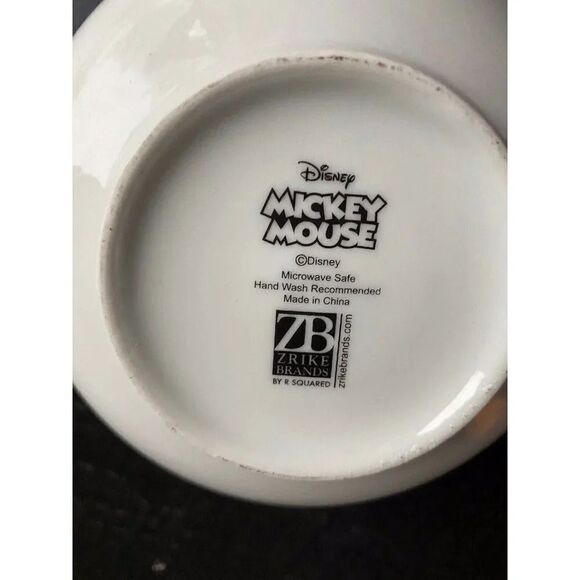 Disney
MICKEY
MOUSE
©Disney
Microwave Safe
Hand Wash Recommended
Made in China
ZB
ZRIKE
BRANDS
BY R SQUARED
zrikebrands.com